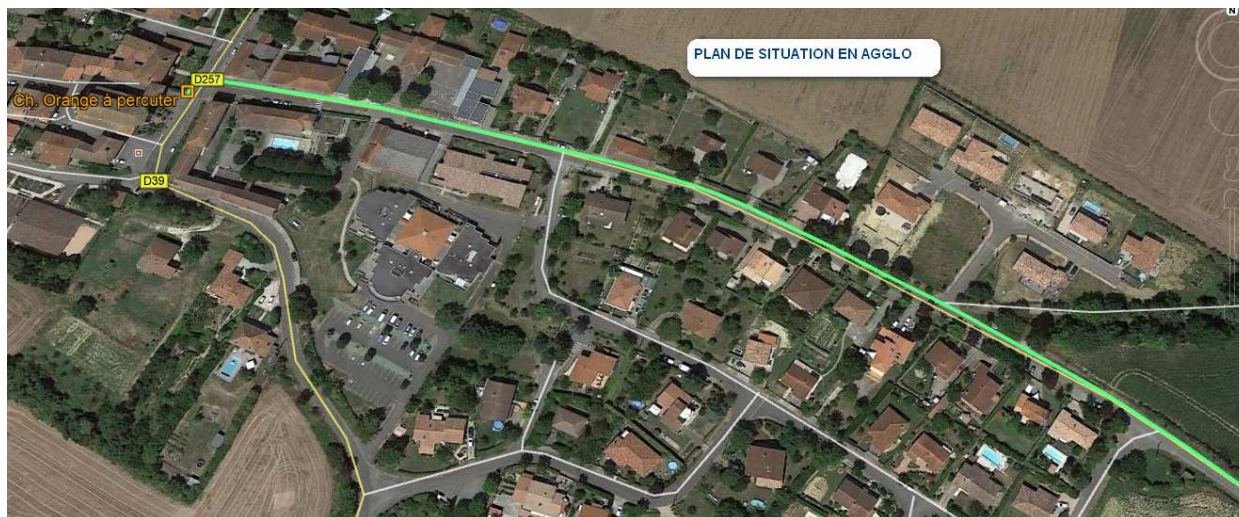 N
PLAN DE SITUATION EN AGGLO
D257
Ch. Orange à percuter
D39